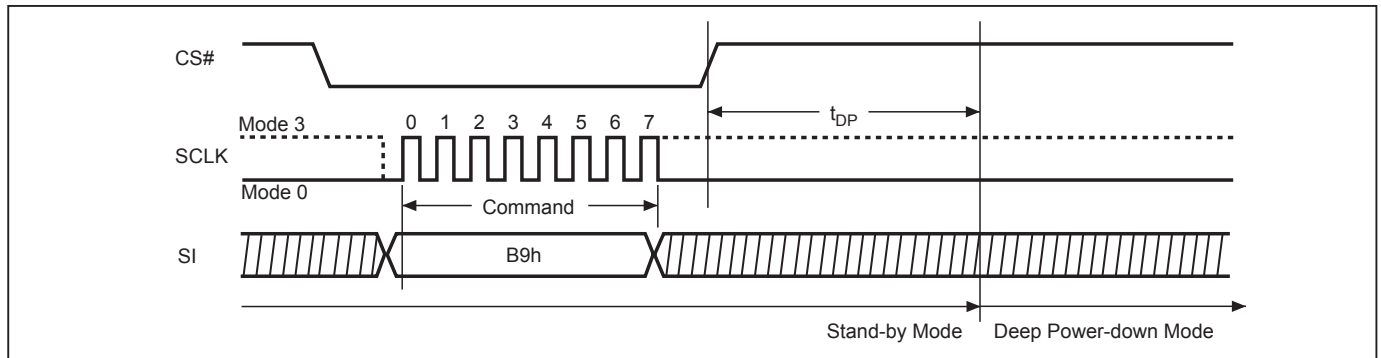 CS#
tDP
Mode 3
0 1 2 3 4 5 6 7
SCLK
Mode 0
Command
SI
B9h
Stand-by Mode
Deep Power-down Mode